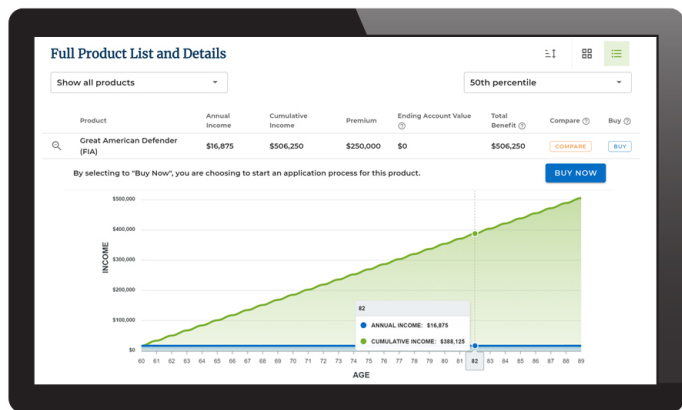 Full Product List and Details
Show all products
50th percentile
Product
Annual Income
Cumulative Income
Premium
Ending Account Value ?
Total Benefit ?
Compare ?
Buy ?
Great American Defender (FIA)
$16,875
$506,250
$250,000
$0
$506,250
COMPARE
BUY
By selecting to "Buy Now", you are choosing to start an application process for this product.
BUY NOW
$500,000
$400,000
$300,000
$200,000
$100,000
$0
INCOME
82
ANNUAL INCOME: $16,875
CUMULATIVE INCOME: $388,125
60 61 62 63 64 65 66 67 68 69 70 71 72 73 74 75 76 77 78 79 80 81 82 83 84 85 86 87 88 89
AGE